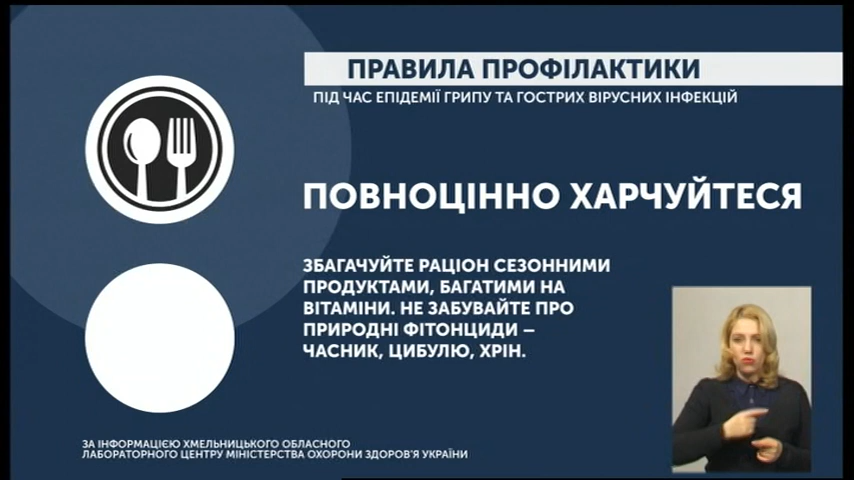 ПРАВИЛА ПРОФІЛАКТИКИ
ПІД ЧАС ЕПІДЕМІЇ ГРИПУ ТА ГОСТРИХ ВІРУСНИХ ІНФЕКЦІЙ
ПОВНОЦІННО ХАРЧУЙТЕСЯ
ЗБАГАЧУЙТЕ РАЦІОН СЕЗОННИМИ
ПРОДУКТАМИ, БАГАТИМИ НА
ВІТАМІНИ. НЕ ЗАБУВАЙТЕ ПРО
ПРИРОДНІ ФІТОНЦИДИ –
ЧАСНИК, ЦИБУЛЮ, ХРІН.
ЗА ІНФОРМАЦІЄЮ ХМЕЛЬНИЦЬКОГО ОБЛАСНОГО
ЛАБОРАТОРНОГО ЦЕНТРУ МІНІСТЕРСТВА ОХОРОНИ ЗДОРОВ'Я УКРАЇНИ